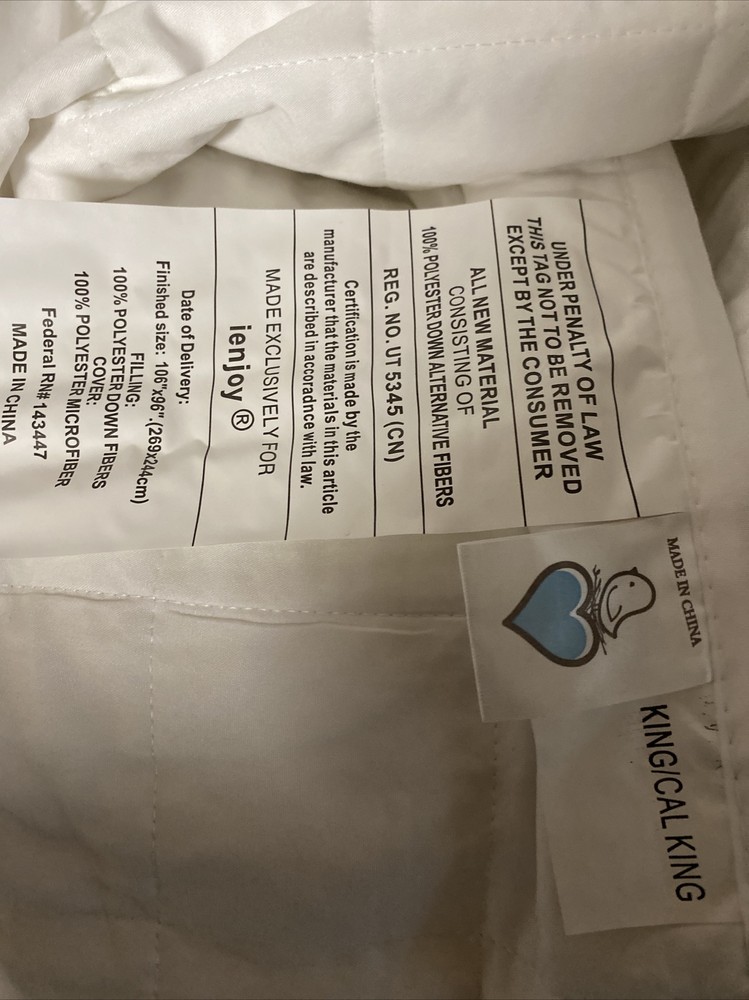 UNDER PENALTY OF LAW
THIS TAG NOT TO BE REMOVED
EXCEPT BY THE CONSUMER
ALL NEW MATERIAL
CONSISTING OF
100% POLYESTER DOWN ALTERNATIVE FIBERS
REG. NO. UT 5345 (CN)
Certification is made by the
manufacturer that the materials in this article
are described in accoradnce with law.
MADE EXCLUSIVELY FOR
ienjoy ®
Date of Delivery:
Finished size: 106"x96",(269x244cm)
FILLING:
100% POLYESTER DOWN FIBERS
COVER:
100% POLYESTER MICROFIBER
Federal RN# 143447
MADE IN CHINA
MADE IN CHINA
KING/CAL KING